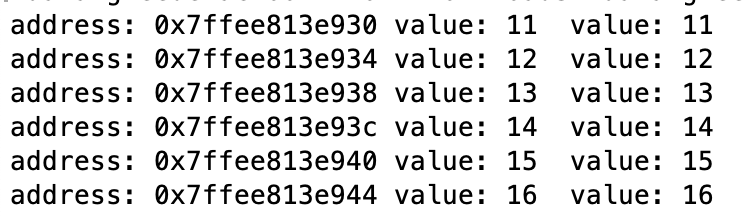 address: 0x7ffee813e930 value: 11  value: 11
address: 0x7ffee813e934 value: 12  value: 12
address: 0x7ffee813e938 value: 13  value: 13
address: 0x7ffee813e93c value: 14  value: 14
address: 0x7ffee813e940 value: 15  value: 15
address: 0x7ffee813e944 value: 16  value: 16